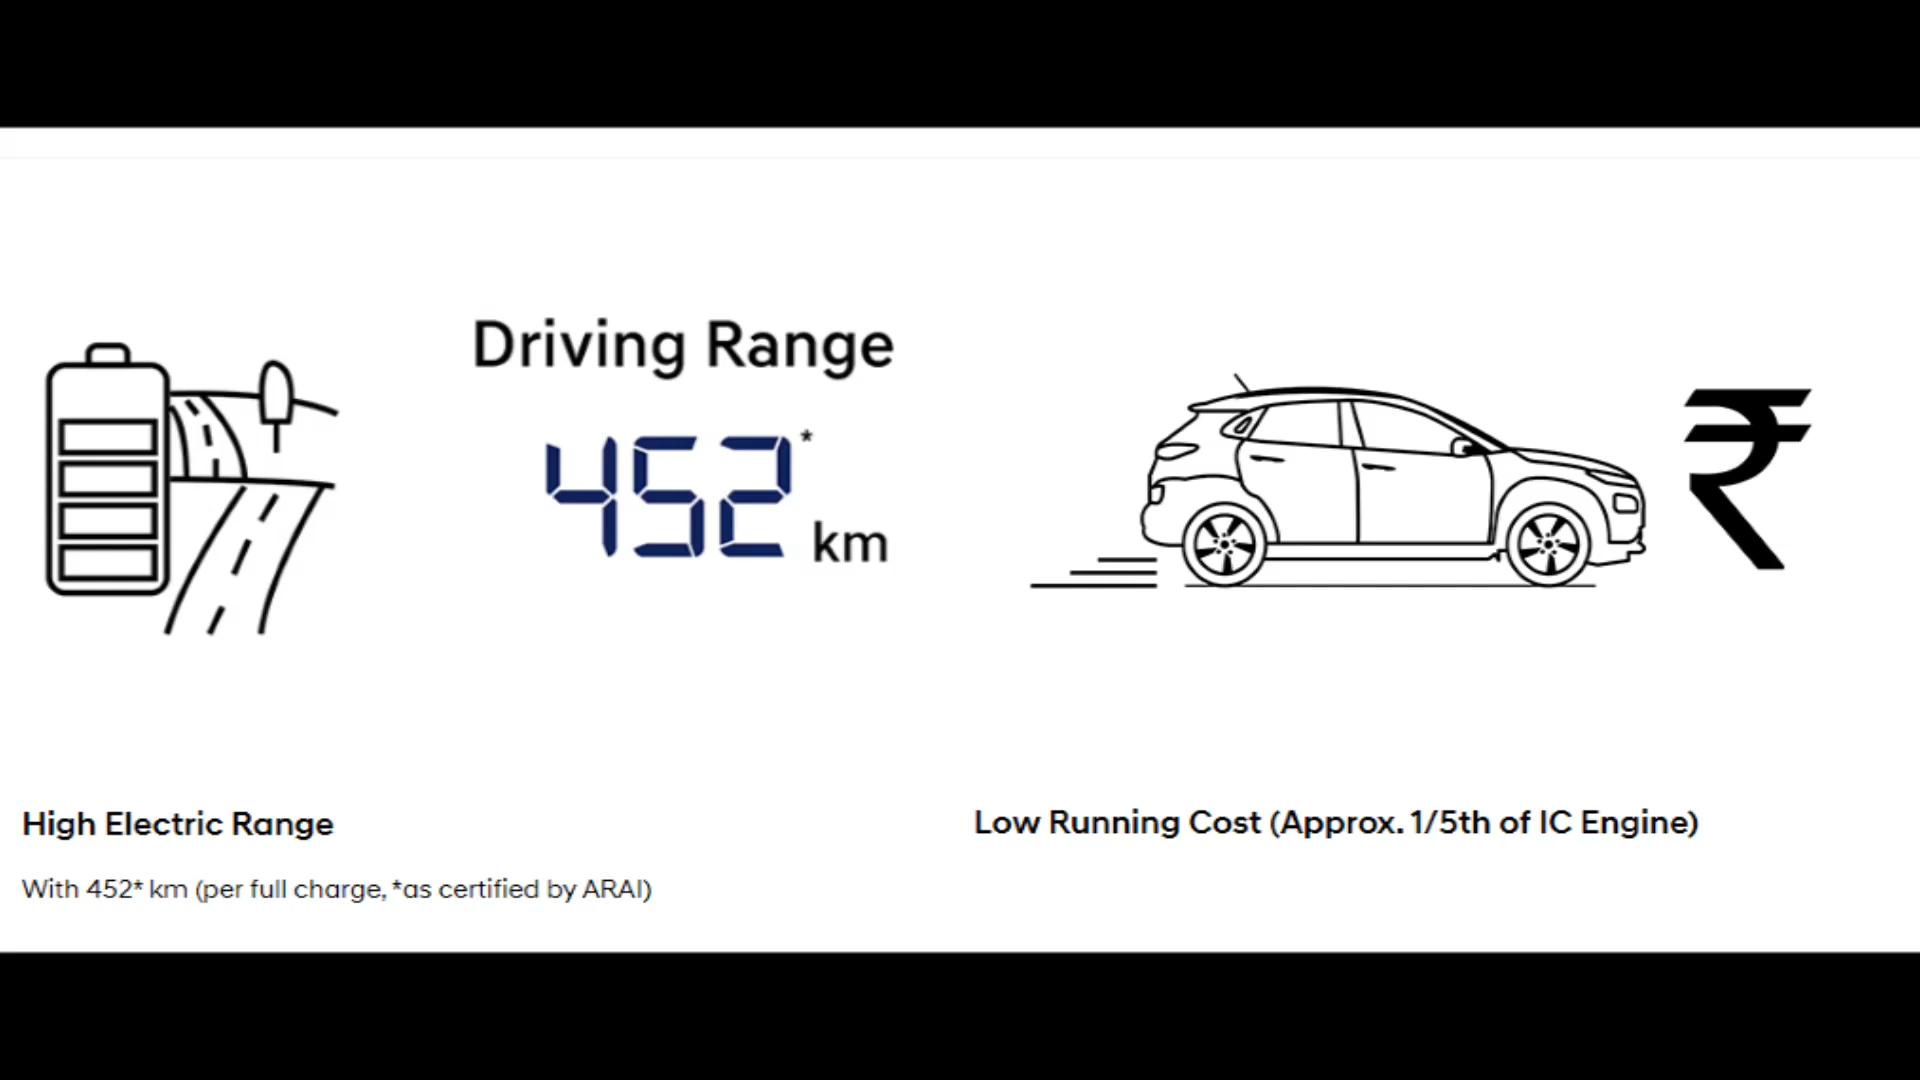 Driving Range
452*
km
₹
High Electric Range
With 452* km (per full charge, *as certified by ARAI)
Low Running Cost (Approx. 1/5th of IC Engine)